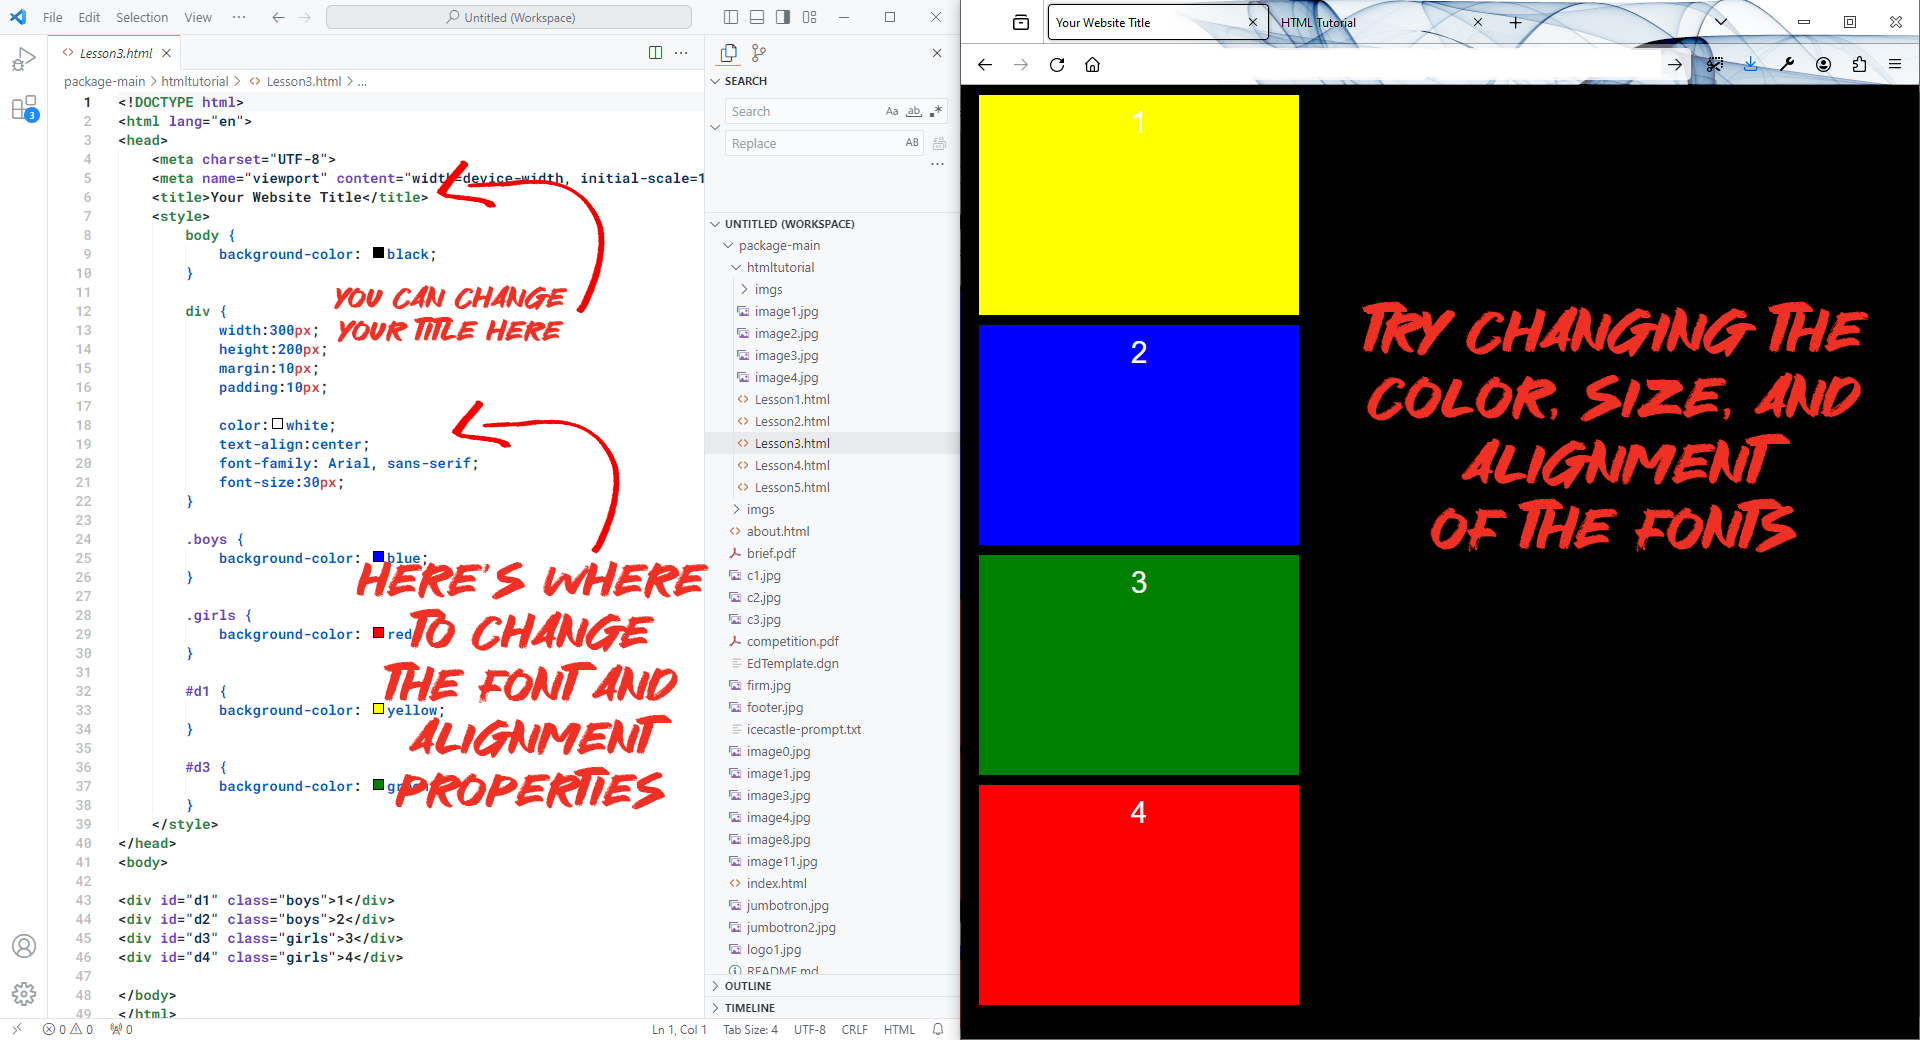 File Edit Selection View ··· Untitled (Workspace)
Lesson3.html
package-main > htmltutorial > Lesson3.html > ...
1 <!DOCTYPE html>
2 <html lang="en">
3 <head>
4 <meta charset="UTF-8">
5 <meta name="viewport" content="width=device-width, initial-scale=1
6 <title>Your Website Title</title>
7 <style>
8 body {
9 background-color: black;
10 }
11
12 div {
13 width:300px;
14 height:200px;
15 margin:10px;
16 padding:10px;
17
18 color: white;
19 text-align:center;
20 font-family: Arial, sans-serif;
21 font-size:30px;
22 }
23
24 .boys {
25 background-color: blue;
26 }
27
28 .girls {
29 background-color: red
30 }
31
32 #d1 {
33 background-color: yellow;
34 }
35
36 #d3 {
37 background-color:
38 }
39 </style>
40 </head>
41 <body>
42
43 <div id="d1" class="boys">1</div>
44 <div id="d2" class="boys">2</div>
45 <div id="d3" class="girls">3</div>
46 <div id="d4" class="girls">4</div>
47
48 </body>
49 </html>
YOU CAN CHANGE
YOUR TITLE HERE
HERE'S WHERE
TO CHANGE
THE FONT AND
ALIGNMENT
PROPERTIES
3
SEARCH
Search Aa ab .*
Replace AB
···
UNTITLED (WORKSPACE)
package-main
htmltutorial
imgs
image1.jpg
image2.jpg
image3.jpg
image4.jpg
Lesson1.html
Lesson2.html
Lesson3.html
Lesson4.html
Lesson5.html
imgs
about.html
brief.pdf
c1.jpg
c2.jpg
c3.jpg
competition.pdf
EdTemplate.dgn
firm.jpg
footer.jpg
icecastle-prompt.txt
image0.jpg
image1.jpg
image3.jpg
image4.jpg
image8.jpg
image11.jpg
index.html
jumbotron.jpg
jumbotron2.jpg
logo1.jpg
README.md
OUTLINE
TIMELINE
0 0 0 Ln 1, Col 1 Tab Size: 4 UTF-8 CRLF HTML
Your Website Title HTML Tutorial
1
2
3
4
TRY CHANGING THE
COLOR, SIZE, AND
ALIGNMENT
OF THE FONTS